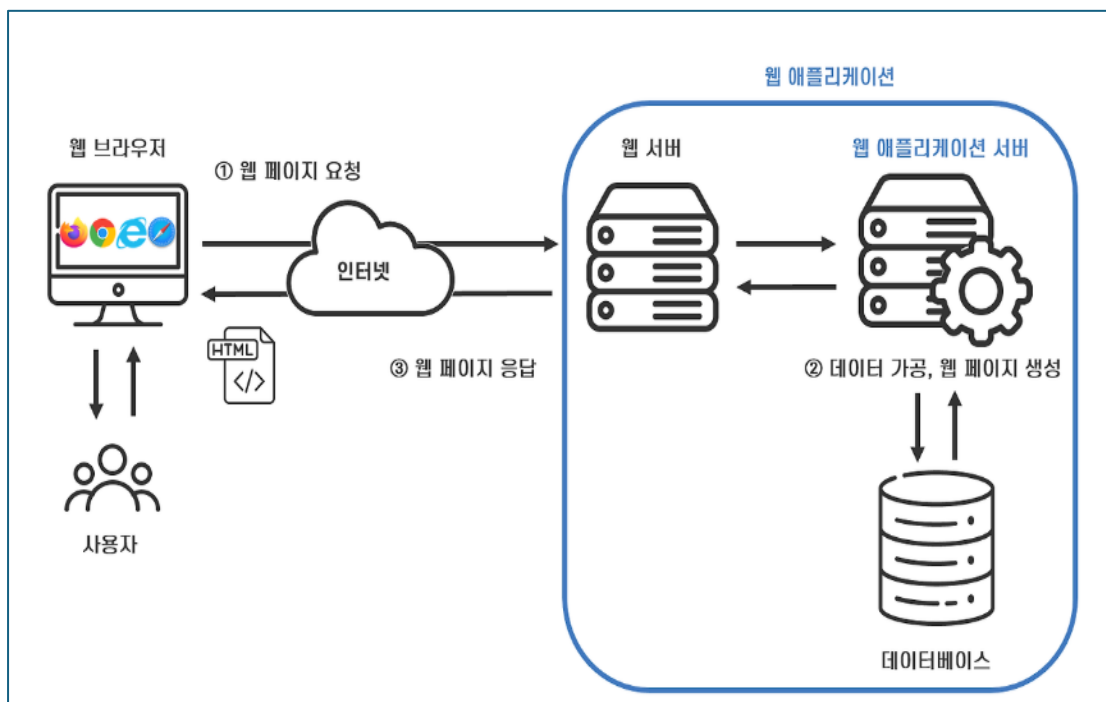 웹 애플리케이션
웹 브라우저
웹 서버
웹 애플리케이션 서버
① 웹 페이지 요청
인터넷
HTML
</>
③ 웹 페이지 응답
② 데이터 가공, 웹 페이지 생성
사용자
데이터베이스